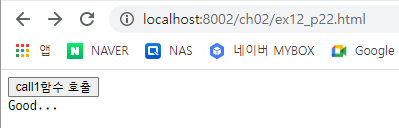 localhost:8002/ch02/ex12_p22.html
앱 NAVER NAS 네이버 MYBOX Google
call1함수 호출
Good...